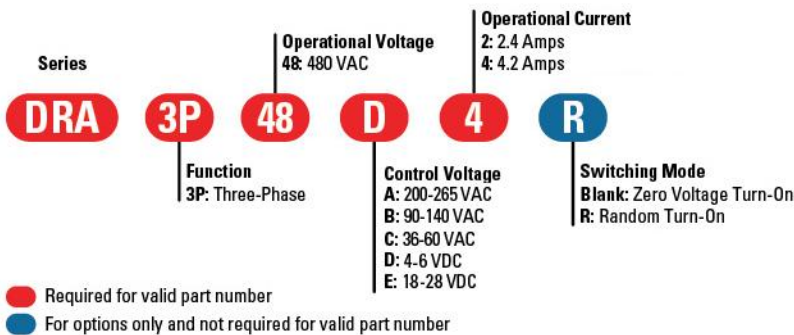 Operational Current
2: 2.4 Amps
4: 4.2 Amps
Operational Voltage
48: 480 VAC
Series
DRA 3P 48 D 4 R
Function
3P: Three-Phase
Control Voltage
A: 200-265 VAC
B: 90-140 VAC
C: 36-60 VAC
D: 4-6 VDC
E: 18-28 VDC
Switching Mode
Blank: Zero Voltage Turn-On
R: Random Turn-On
Required for valid part number
For options only and not required for valid part number